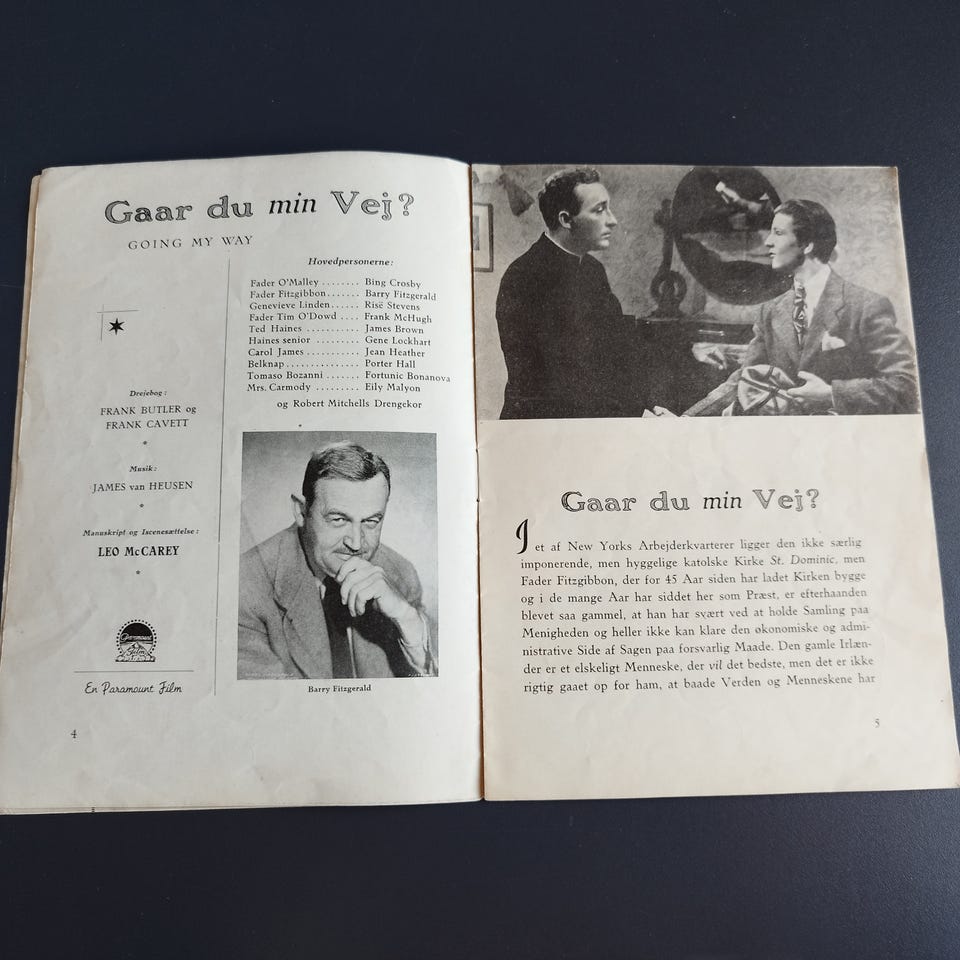 Gaar du min Vej?
GOING MY WAY
Hovedpersonerne:
Fader O'Malley ........ Bing Crosby
Fader Fitzgibbon....... Barry Fitzgerald
Genevieve Linden...... Risë Stevens
Fader Tim O'Dowd .... Frank McHugh
Ted Haines ........... James Brown
Haines senior ......... Gene Lockhart
Carol James........... Jean Heather
Belknap............... Porter Hall
Tomaso Bozanni ....... Fortunic Bonanova
Mrs. Carmody ......... Eily Malyon
og Robert Mitchells Drengekor
Drejebog:
FRANK BUTLER og
FRANK CAVETT
Musik:
JAMES van HEUSEN
Manuskript og Iscenesættelse:
LEO McCAREY
Paramount
Film
En Paramount Film
Barry Fitzgerald
4
Gaar du min Vej?
I et af New Yorks Arbejderkvarterer ligger den ikke særlig
imponerende, men hyggelige katolske Kirke St. Dominic, men
Fader Fitzgibbon, der for 45 Aar siden har ladet Kirken bygge
og i de mange Aar har siddet her som Præst, er efterhaanden
blevet saa gammel, at han har svært ved at holde Samling paa
Menigheden og heller ikke kan klare den økonomiske og admi-
nistrative Side af Sagen paa forsvarlig Maade. Den gamle Irlæn-
der er et elskeligt Menneske, der vil det bedste, men det er ikke
rigtig gaaet op for ham, at baade Verden og Menneskene har
5